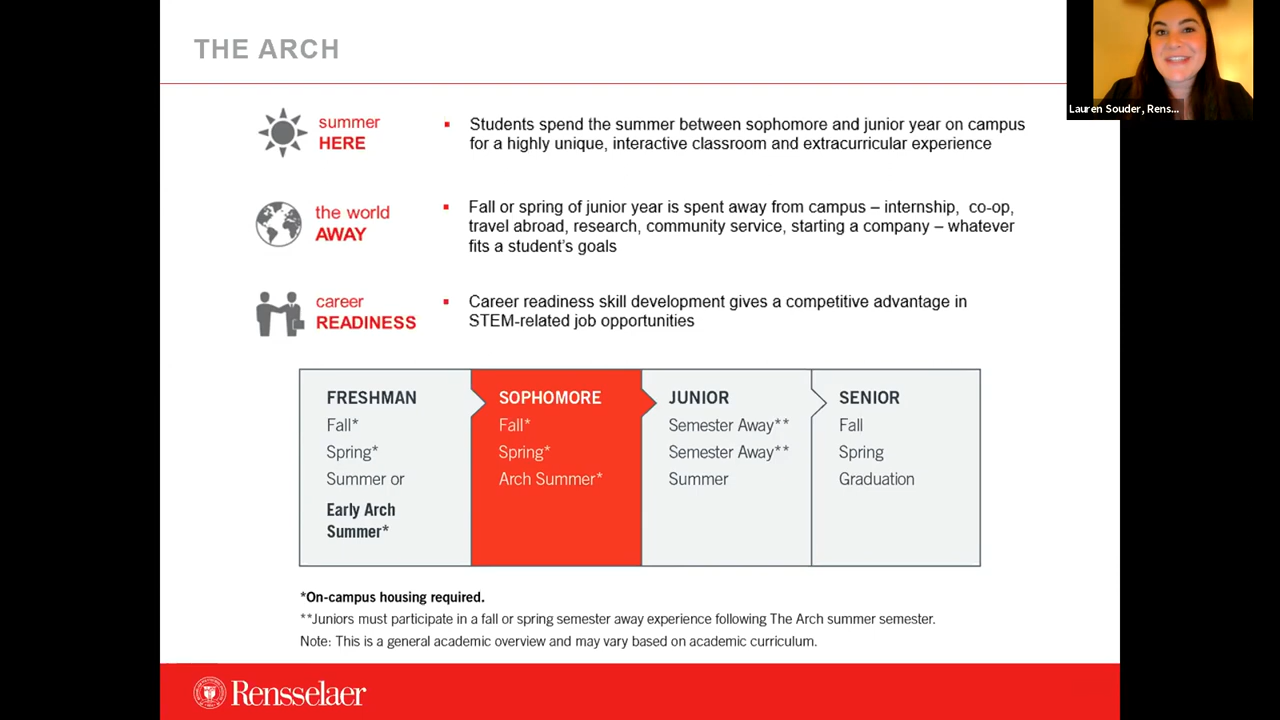 THE ARCH
Lauren Souder, Rens...
summer
HERE
▪ Students spend the summer between sophomore and junior year on campus
for a highly unique, interactive classroom and extracurricular experience
the world
AWAY
▪ Fall or spring of junior year is spent away from campus – internship, co-op,
travel abroad, research, community service, starting a company – whatever
fits a student's goals
career
READINESS
▪ Career readiness skill development gives a competitive advantage in
STEM-related job opportunities
FRESHMAN
Fall*
Spring*
Summer or
Early Arch
Summer*
SOPHOMORE
Fall*
Spring*
Arch Summer*
JUNIOR
Semester Away**
Semester Away**
Summer
SENIOR
Fall
Spring
Graduation
*On-campus housing required.
**Juniors must participate in a fall or spring semester away experience following The Arch summer semester.
Note: This is a general academic overview and may vary based on academic curriculum.
Rensselaer